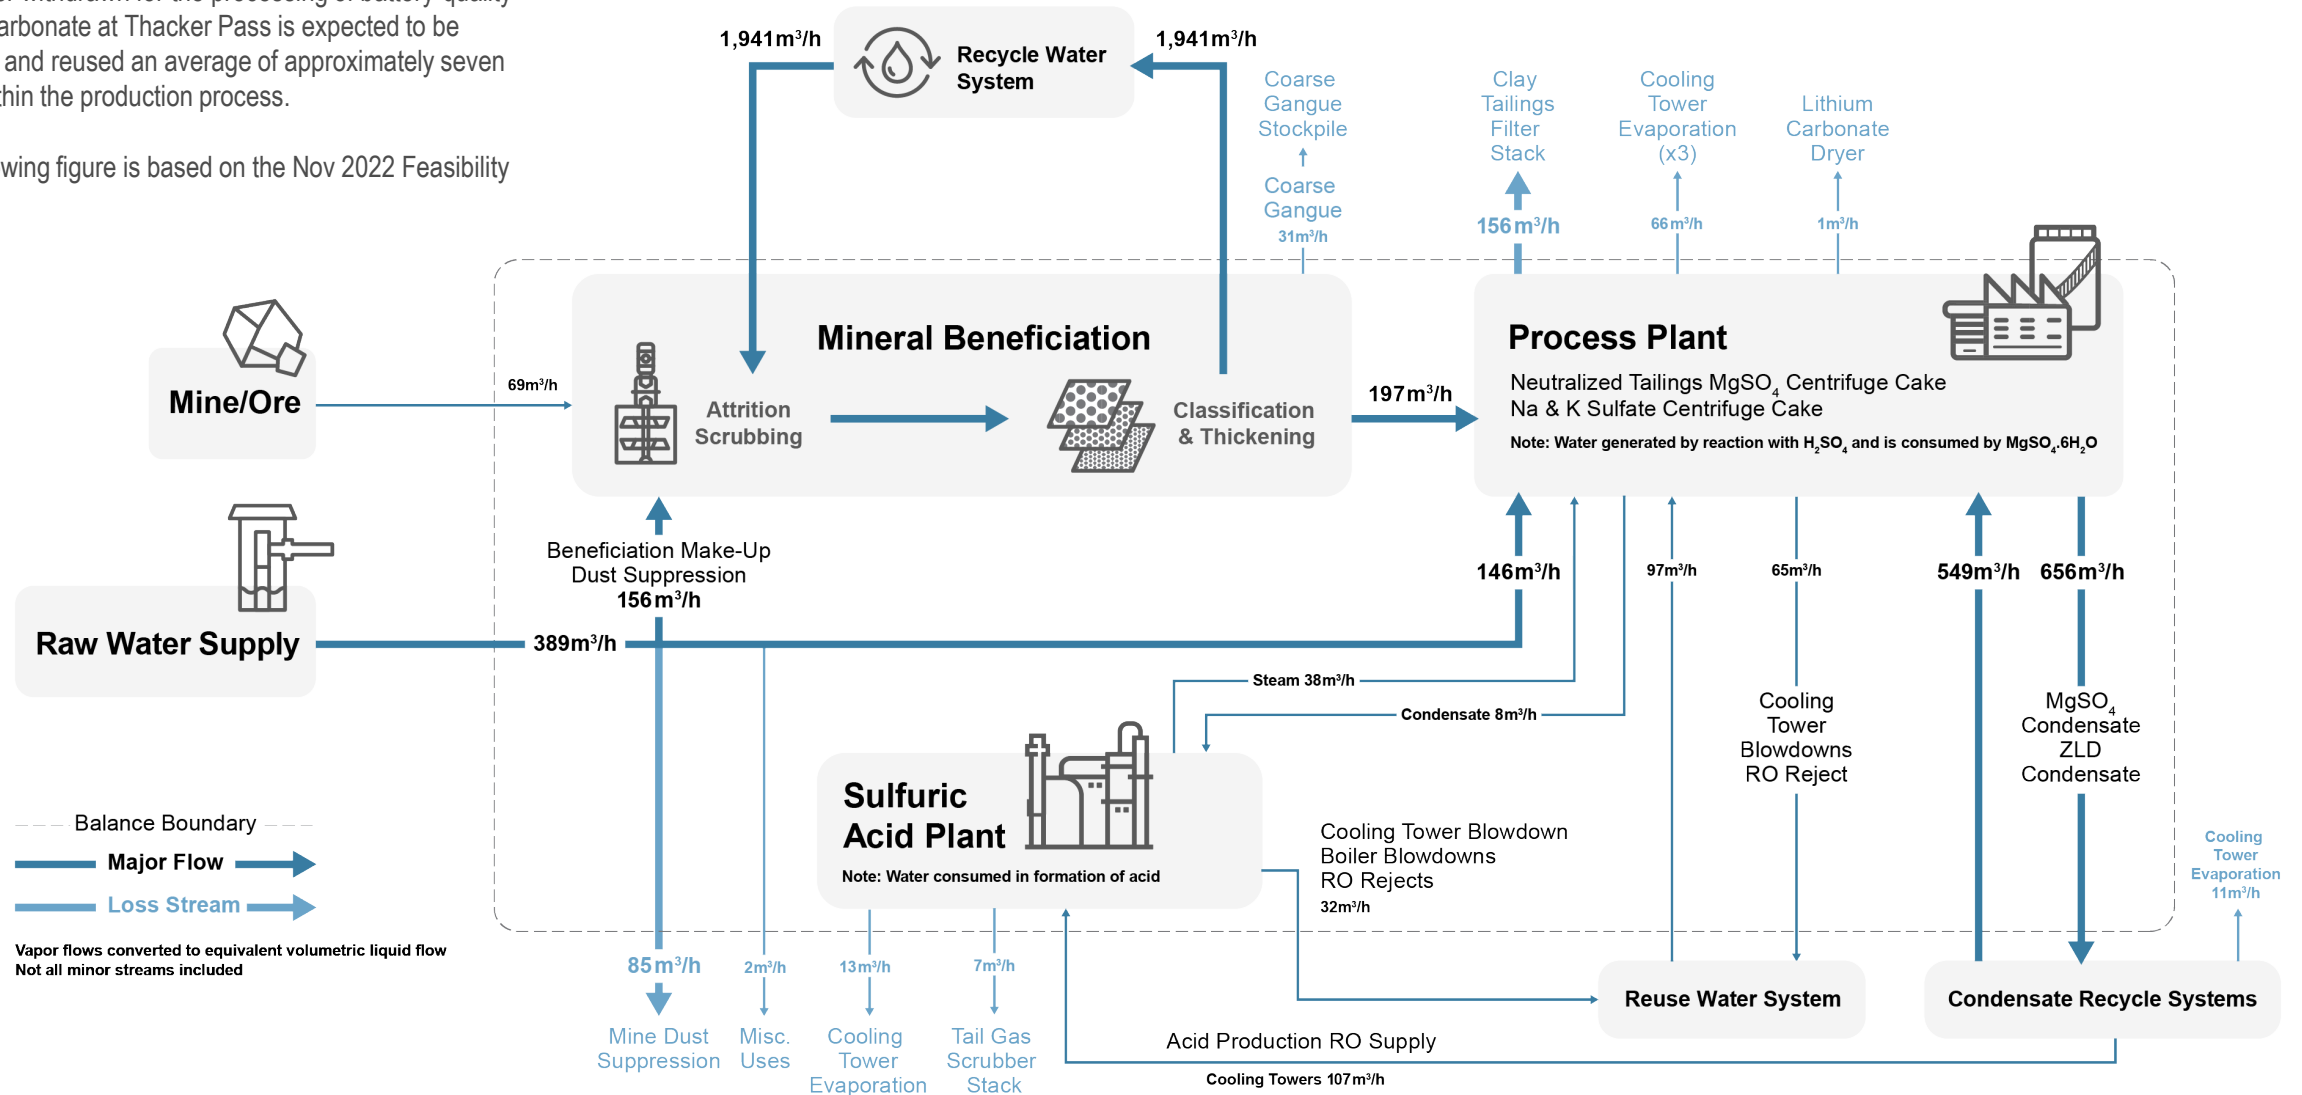 arbonate at Thacker Pass is expected to be
and reused an average of approximately seven
thin the production process.
wing figure is based on the Nov 2022 Feasibility
1,941m³/h
Recycle Water
System
1,941m³/h
Coarse
Gangue
Stockpile
Coarse
Gangue
31m³/h
Clay
Tailings
Filter
Stack
156m³/h
Cooling
Tower
Evaporation
(x3)
66m³/h
Lithium
Carbonate
Dryer
1m³/h
Mine/Ore
69m³/h
Mineral Beneficiation
Attrition
Scrubbing
Classification
& Thickening
197m³/h
Process Plant
Neutralized Tailings MgSO₄ Centrifuge Cake
Na & K Sulfate Centrifuge Cake
Note: Water generated by reaction with H₂SO₄ and is consumed by MgSO₄.6H₂O
Raw Water Supply
389m³/h
Beneficiation Make-Up
Dust Suppression
156m³/h
146m³/h
97m³/h
65m³/h
549m³/h
656m³/h
Steam 38m³/h
Condensate 8m³/h
Cooling
Tower
Blowdowns
RO Reject
MgSO₄
Condensate
ZLD
Condensate
Sulfuric
Acid Plant
Note: Water consumed in formation of acid
Cooling Tower Blowdown
Boiler Blowdowns
RO Rejects
32m³/h
Cooling
Tower
Evaporation
11m³/h
Balance Boundary
Major Flow
Loss Stream
Vapor flows converted to equivalent volumetric liquid flow
Not all minor streams included
85m³/h
Mine Dust
Suppression
2m³/h
Misc.
Uses
13m³/h
Cooling
Tower
Evaporation
7m³/h
Tail Gas
Scrubber
Stack
Reuse Water System
Condensate Recycle Systems
Acid Production RO Supply
Cooling Towers 107m³/h